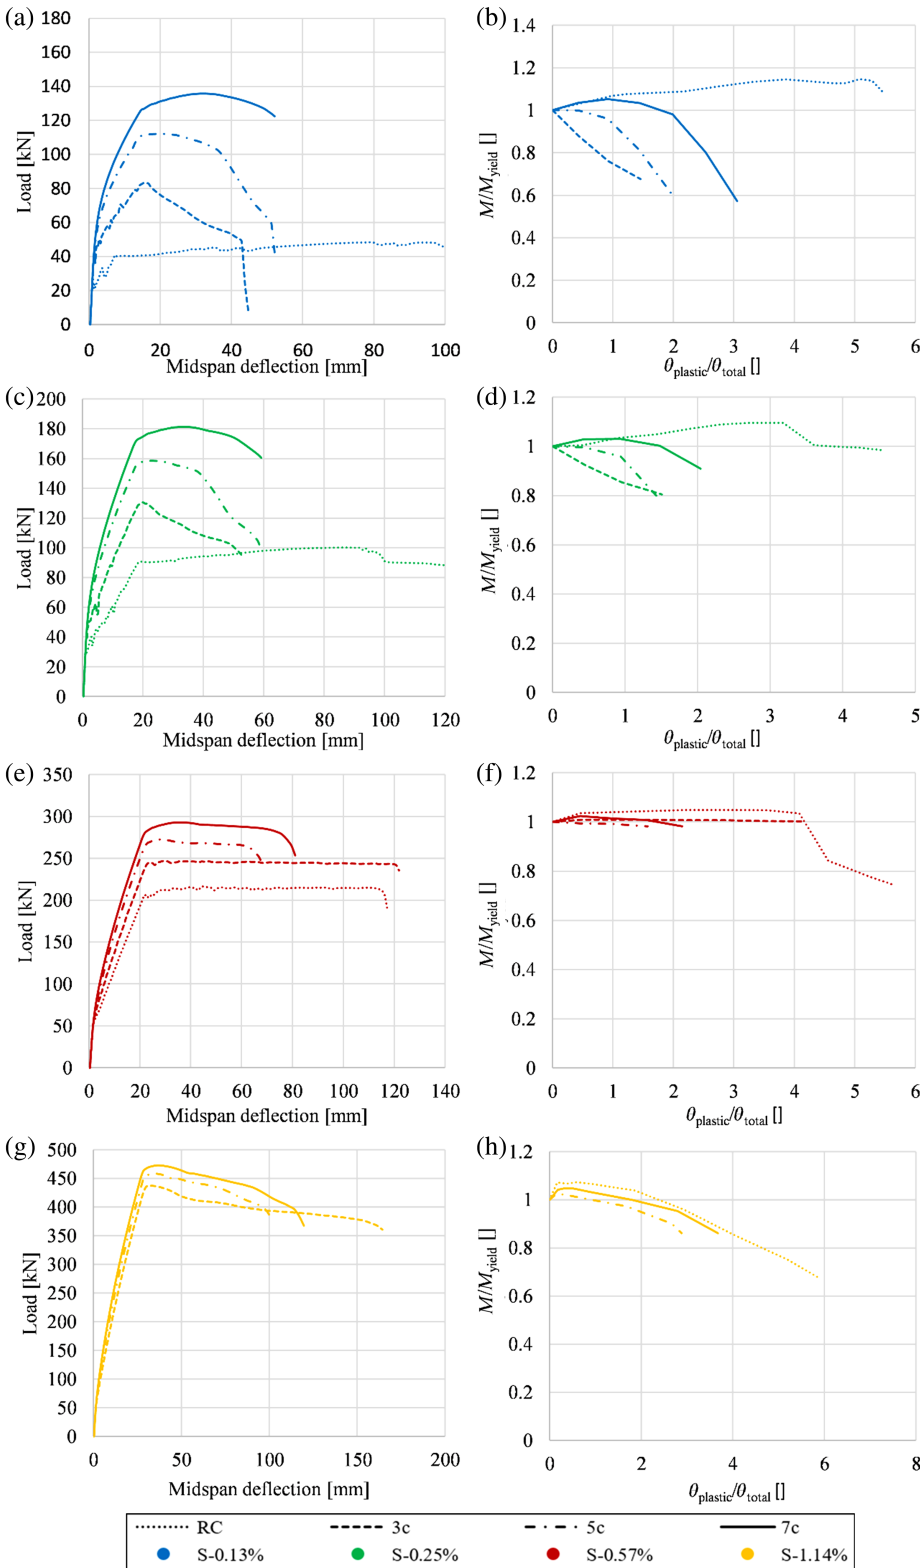 (a)
180
160
140
120
100
80
60
40
20
0
Load [kN]
0 20 40 60 80 100
Midspan deflection [mm]
(b)
1.4
1.2
1
0.8
0.6
0.4
0.2
0
M/Myield []
0 1 2 3 4 5 6
θplastic/θtotal []
(c)
200
180
160
140
120
100
80
60
40
20
0
Load [kN]
0 20 40 60 80 100 120
Midspan deflection [mm]
(d)
1.2
1
0.8
0.6
0.4
0.2
0
M/Myield []
0 1 2 3 4 5
θplastic/θtotal []
(e)
350
300
250
200
150
100
50
0
Load [kN]
0 20 40 60 80 100 120 140
Midspan deflection [mm]
(f)
1.2
1
0.8
0.6
0.4
0.2
0
M/Myield []
0 1 2 3 4 5 6
θplastic/θtotal []
(g)
500
450
400
350
300
250
200
150
100
50
0
Load [kN]
0 50 100 150 200
Midspan deflection [mm]
(h)
1.2
1
0.8
0.6
0.4
0.2
0
M/Myield []
0 2 4 6 8
θplastic/θtotal []
RC 3c 5c 7c
S-0.13% S-0.25% S-0.57% S-1.14%